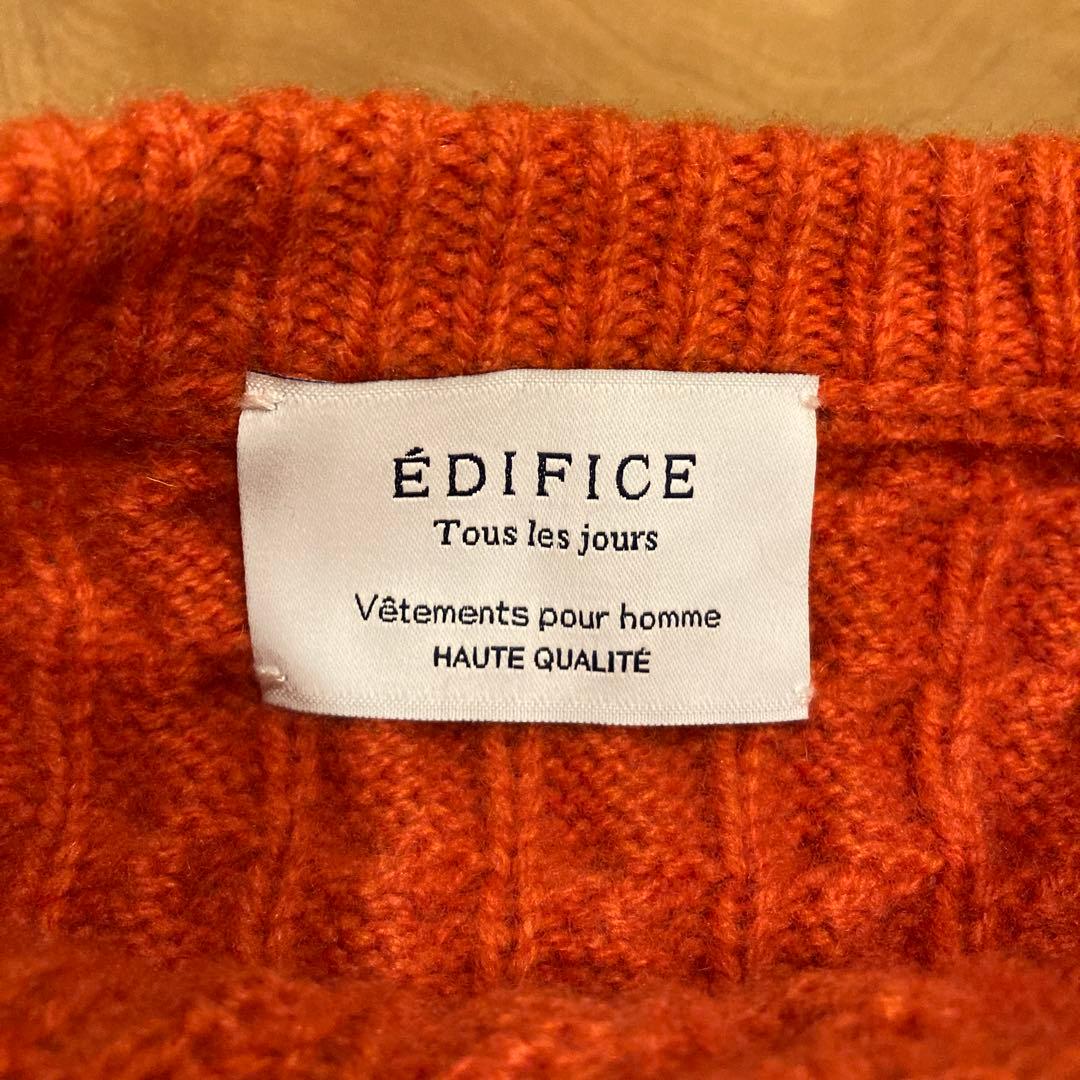 ÉDIFICE
Tous les jours
Vêtements pour homme
HAUTE QUALITÉ